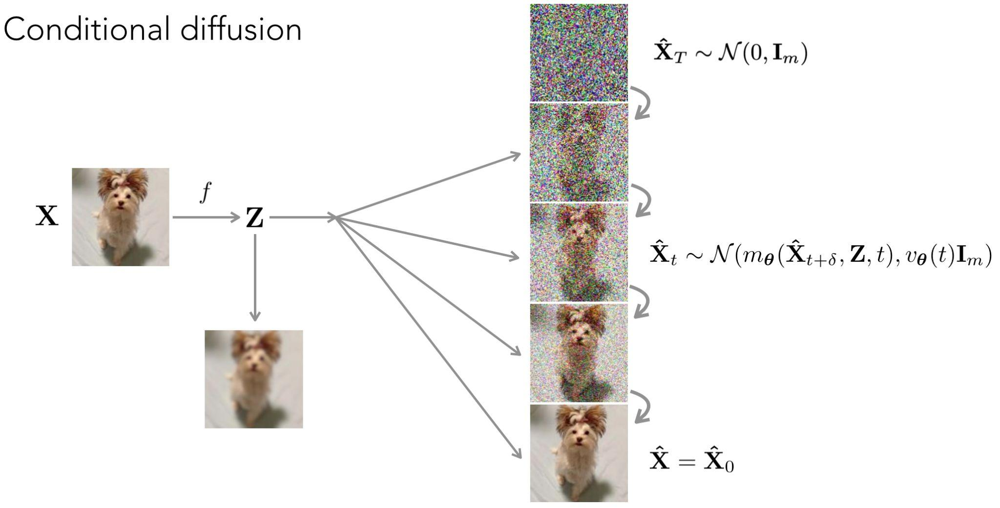 Conditional diffusion
X̂_T ∼ 𝒩(0, I_m)
X
f
Z
X̂_t ∼ 𝒩(m_θ(X̂_{t+δ}, Z, t), v_θ(t)I_m)
X̂ = X̂_0